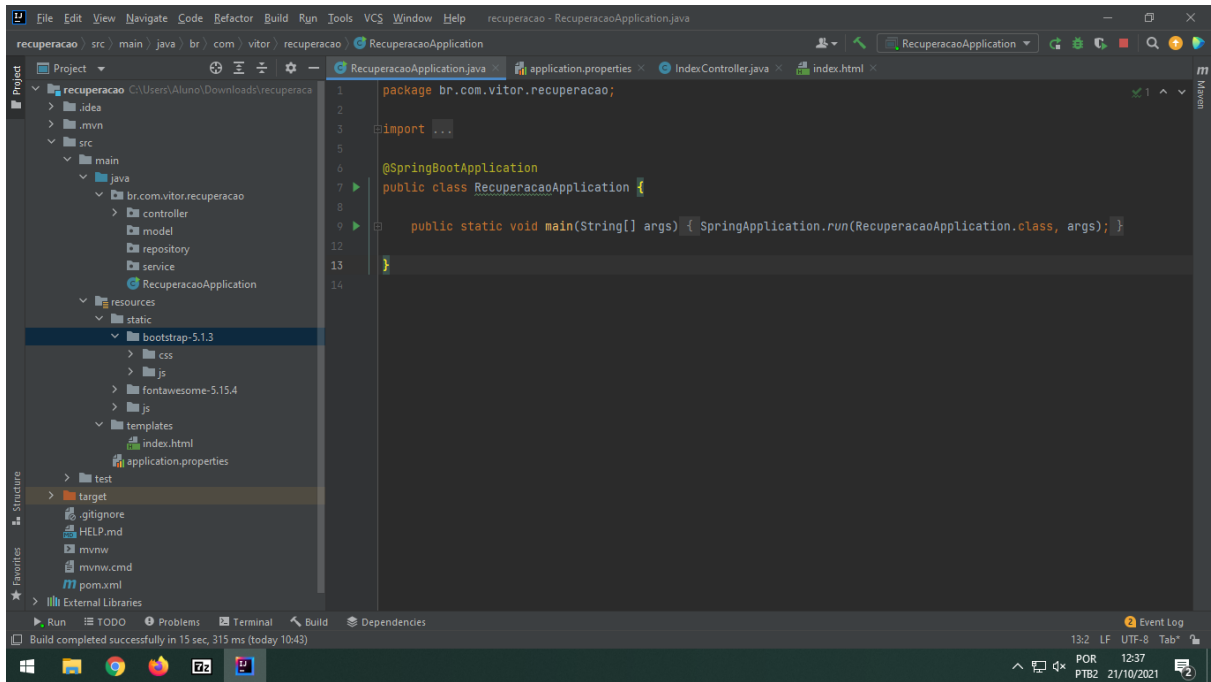 File Edit View Navigate Code Refactor Build Run Tools VCS Window Help recuperacao - RecuperacaoApplication.java
recuperacao src main java br com vitor recuperacao RecuperacaoApplication RecuperacaoApplication
Project RecuperacaoApplication.java application.properties IndexController.java index.html
Project
m Maven
recuperacao C:\Users\Aluno\Downloads\recuperaca
.idea
.mvn
src
main
java
br.com.vitor.recuperacao
controller
model
repository
service
RecuperacaoApplication
resources
static
bootstrap-5.1.3
css
js
fontawesome-5.15.4
js
templates
index.html
application.properties
test
target
.gitignore
HELP.md
mvnw
mvnw.cmd
pom.xml
External Libraries
Structure
Favorites
1 package br.com.vitor.recuperacao;
1
2
3 import ...
5
6 @SpringBootApplication
7 public class RecuperacaoApplication {
8
9 public static void main(String[] args) { SpringApplication.run(RecuperacaoApplication.class, args); }
12
13 }
14
Run TODO Problems Terminal Build Dependencies 2 Event Log
Build completed successfully in 15 sec, 315 ms (today 10:43) 13:2 LF UTF-8 Tab*
7z IJ POR 12:37
PTB2 21/10/2021 2